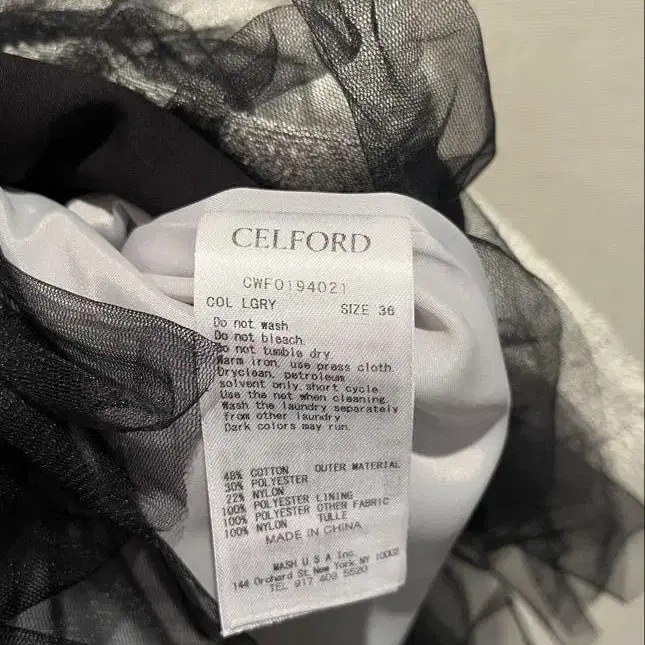 CELFORD
CWF0194021
COL LGRY SIZE 36
Do not wash
Do not bleach.
Do not tumble dry.
Warm iron, use press cloth.
Dryclean, petroleum
solvent only, short cycle.
Use the not when cleaning.
Wash the laundry separately
from other laundry.
Dark colors may run.
48% COTTON OUTER MATERIAL
30% POLYESTER
22% NYLON
100% POLYESTER LINING
100% POLYESTER OTHER FABRIC
100% NYLON TULLE
MADE IN CHINA
MASH U S A Inc.
144 Orchard St, New York, NY 10002
TEL 917 409 5520